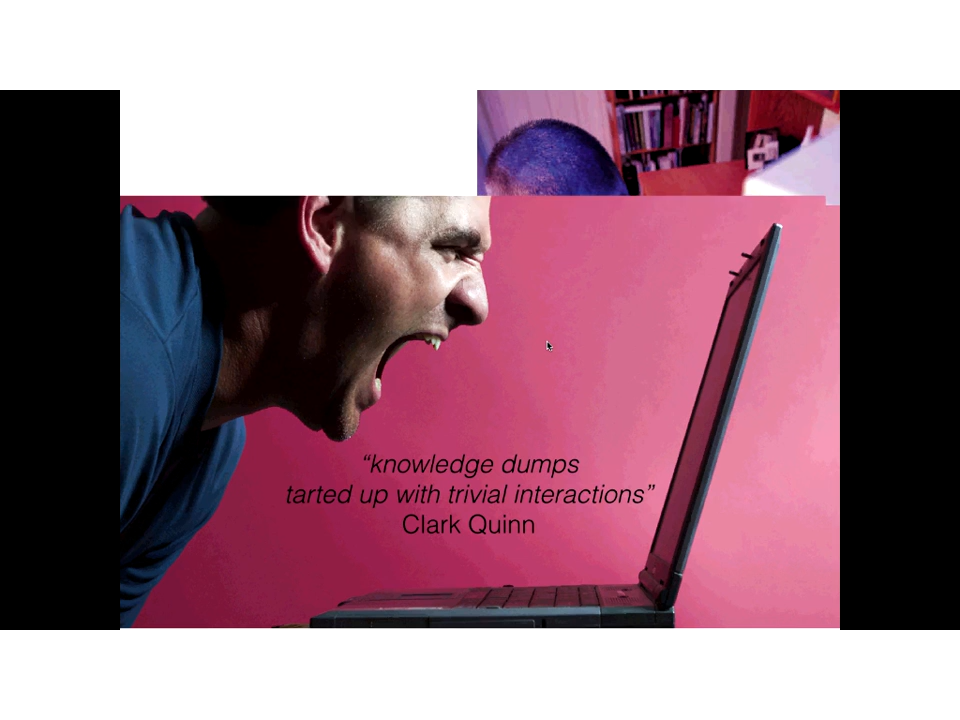 “knowledge dumps
tarted up with trivial interactions”
Clark Quinn